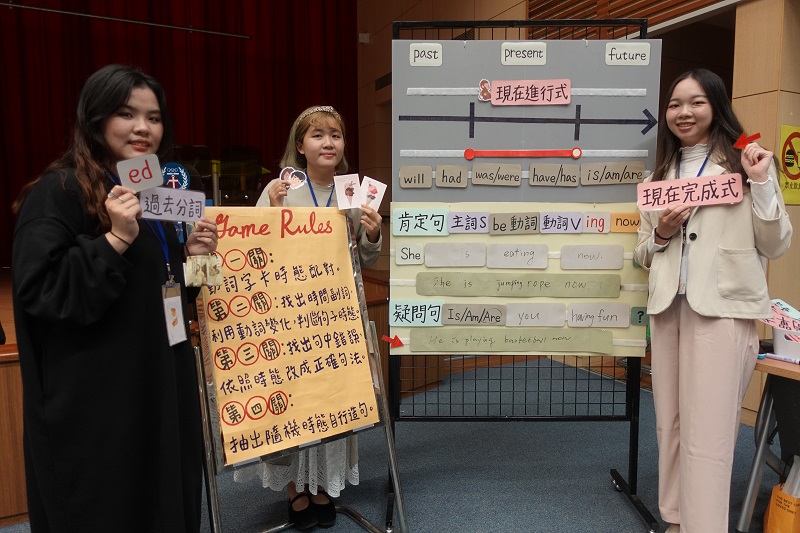 past present future
現在進行式
will had was/were have/has is/am/are
肯定句 主詞S be動詞 動詞V ing now
She is eating now.
She is jumping rope now
疑問句 Is/Am/Are you having fun ?
He is playing basketball now.
ed
過去分詞
現在完成式
Game Rules
第一關:
動詞字卡時態配對。
第二關:找出時間副詞
利用動詞變化,判斷句子時態。
第三關:找出句中錯誤
依照時態改成正確句法。
第四關:
抽出隨機時態自行造句。